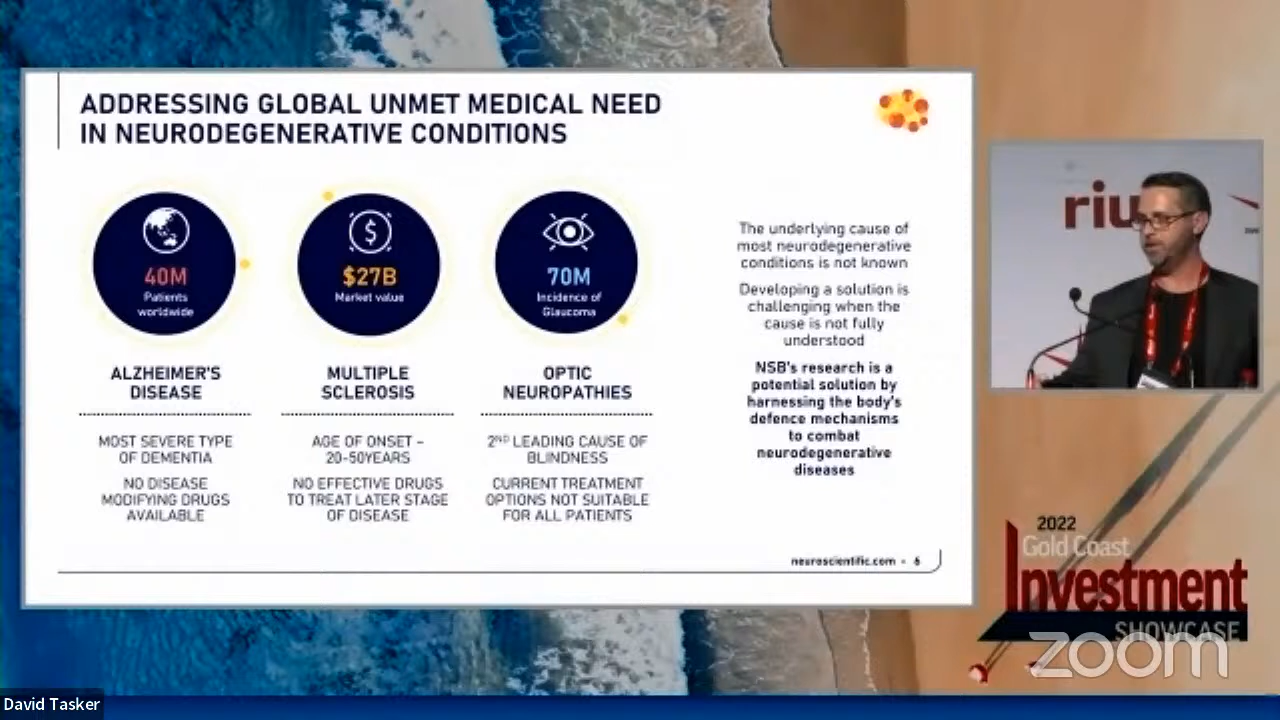 ADDRESSING GLOBAL UNMET MEDICAL NEED
IN NEURODEGENERATIVE CONDITIONS
40M
Patients
worldwide
$27B
Market value
70M
Incidence of
Glaucoma
ALZHEIMER'S
DISEASE
MULTIPLE
SCLEROSIS
OPTIC
NEUROPATHIES
MOST SEVERE TYPE
OF DEMENTIA
NO DISEASE
MODIFYING DRUGS
AVAILABLE
AGE OF ONSET –
20-50YEARS
NO EFFECTIVE DRUGS
TO TREAT LATER STAGE
OF DISEASE
2ND LEADING CAUSE OF
BLINDNESS
CURRENT TREATMENT
OPTIONS NOT SUITABLE
FOR ALL PATIENTS
The underlying cause of
most neurodegenerative
conditions is not known
Developing a solution is
challenging when the
cause is not fully
understood
NSB's research is a
potential solution by
harnessing the body's
defence mechanisms
to combat
neurodegenerative
diseases
neuroscientific.com - 6
riu
2022
Gold Coast
Investment
SHOWCASE
zoom
David Tasker